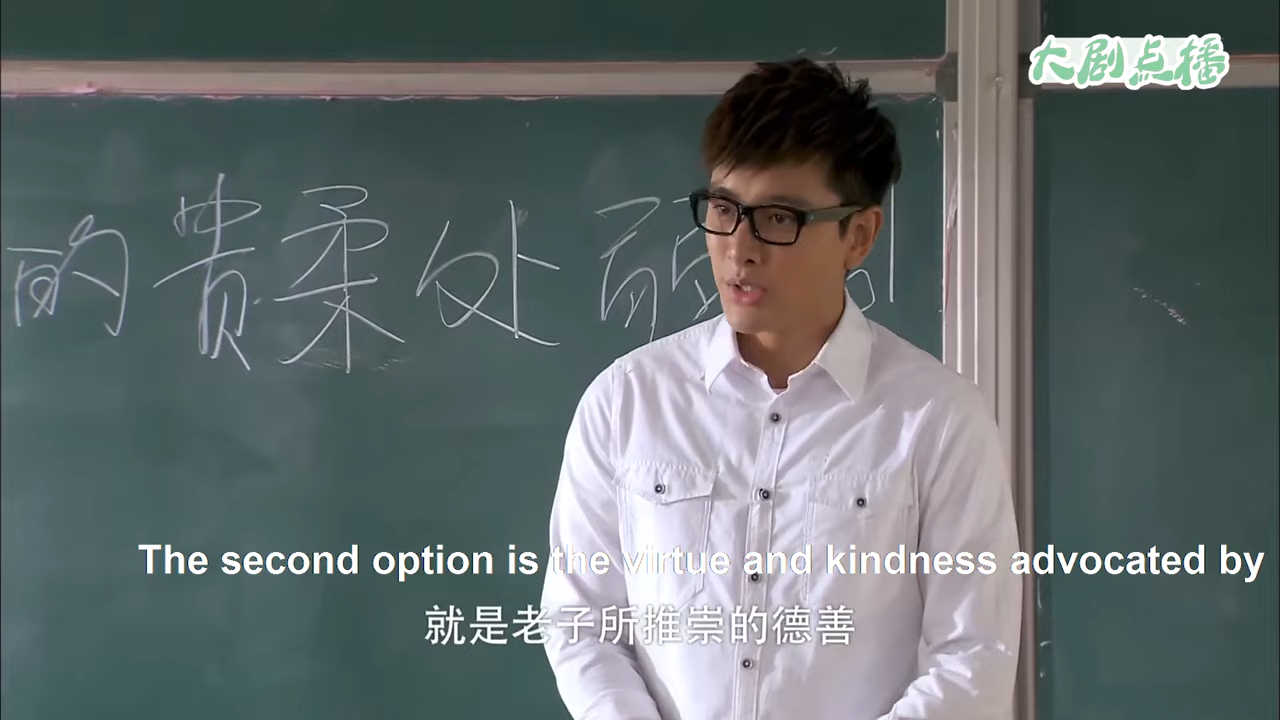 大剧点播
的贵柔处弱
The second option is the virtue and kindness advocated by
就是老子所推崇的德善